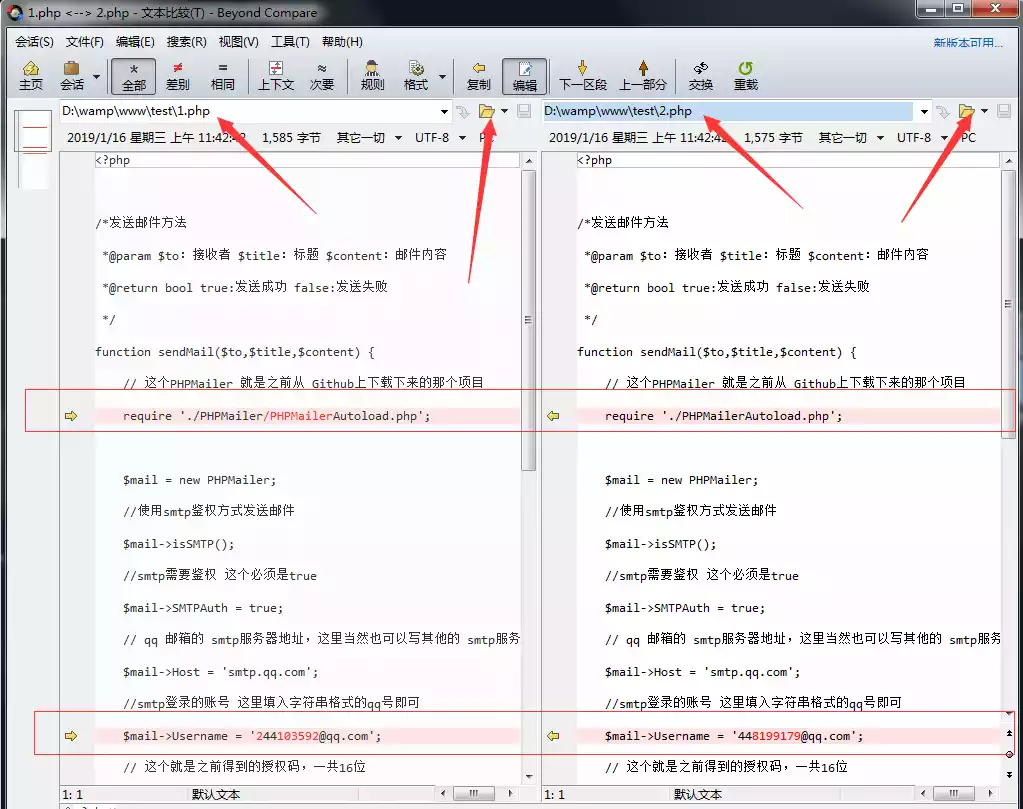 1.php <--> 2.php - 文本比较(T) - Beyond Compare
会话(S) 文件(F) 编辑(E) 搜索(R) 视图(V) 工具(T) 帮助(H) 新版本可用...
主页 会话 全部 差别 相同 上下文 次要 规则 格式 复制 编辑 下一区段 上一部分 交换 重载
D:\wamp\www\test\1.php
2019/1/16 星期三 上午 11:42:42 1,585 字节 其它一切 UTF-8
<?php
/*发送邮件方法
*@param $to：接收者 $title：标题 $content：邮件内容
*@return bool true:发送成功 false:发送失败
*/
function sendMail($to,$title,$content) {
// 这个PHPMailer 就是之前从 Github上下载下来的那个项目
require './PHPMailer/PHPMailerAutoload.php';
$mail = new PHPMailer;
//使用smtp鉴权方式发送邮件
$mail->isSMTP();
//smtp需要鉴权 这个必须是true
$mail->SMTPAuth = true;
// qq 邮箱的 smtp服务器地址，这里当然也可以写其他的 smtp服务
$mail->Host = 'smtp.qq.com';
//smtp登录的账号 这里填入字符串格式的qq号即可
$mail->Username = '244103592@qq.com';
// 这个就是之前得到的授权码，一共16位
1: 1 默认文本
D:\wamp\www\test\2.php
2019/1/16 星期三 上午 11:42:42 1,575 字节 其它一切 UTF-8 PC
<?php
/*发送邮件方法
*@param $to：接收者 $title：标题 $content：邮件内容
*@return bool true:发送成功 false:发送失败
*/
function sendMail($to,$title,$content) {
// 这个PHPMailer 就是之前从 Github上下载下来的那个项目
require './PHPMailerAutoload.php';
$mail = new PHPMailer;
//使用smtp鉴权方式发送邮件
$mail->isSMTP();
//smtp需要鉴权 这个必须是true
$mail->SMTPAuth = true;
// qq 邮箱的 smtp服务器地址，这里当然也可以写其他的 smtp服务
$mail->Host = 'smtp.qq.com';
//smtp登录的账号 这里填入字符串格式的qq号即可
$mail->Username = '448199179@qq.com';
// 这个就是之前得到的授权码，一共16位
1: 1 默认文本